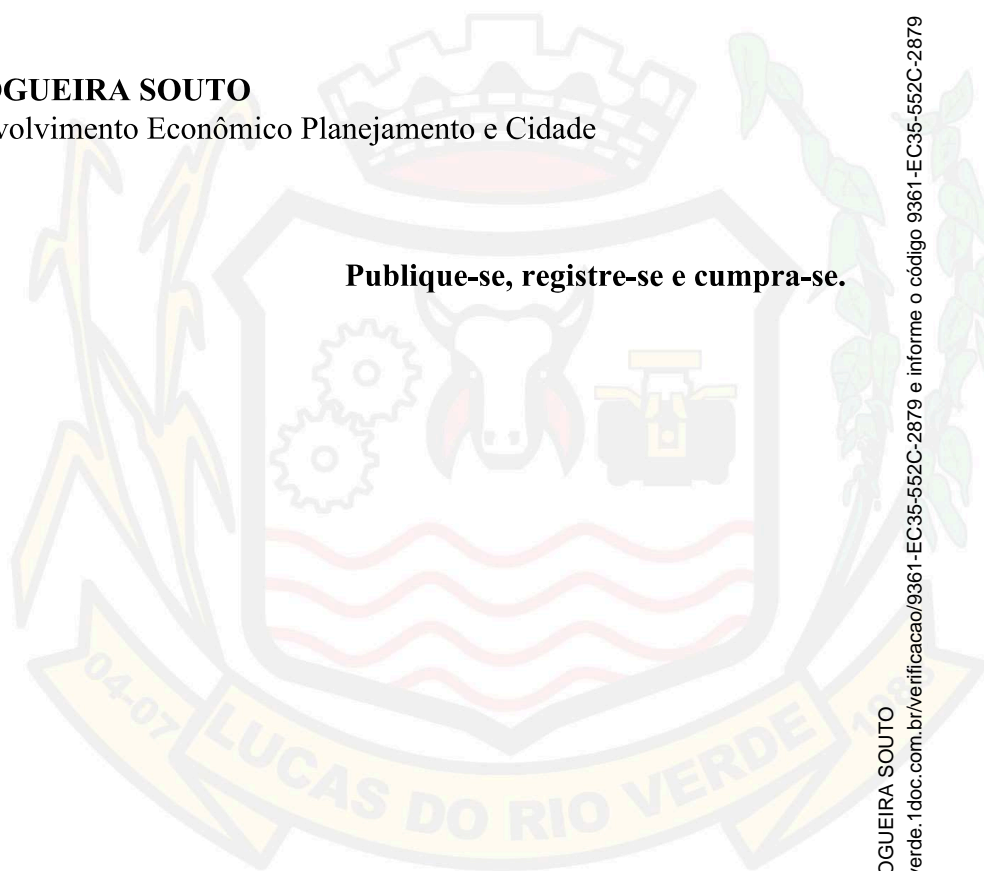 OGUEIRA SOUTO
volvimento Econômico Planejamento e Cidade
Publique-se, registre-se e cumpra-se.
04-07
LUCAS DO RIO VERDE
1988
OGUEIRA SOUTO
verde.1doc.com.br/verificacao/9361-EC35-552C-2879 e informe o código 9361-EC35-552C-2879